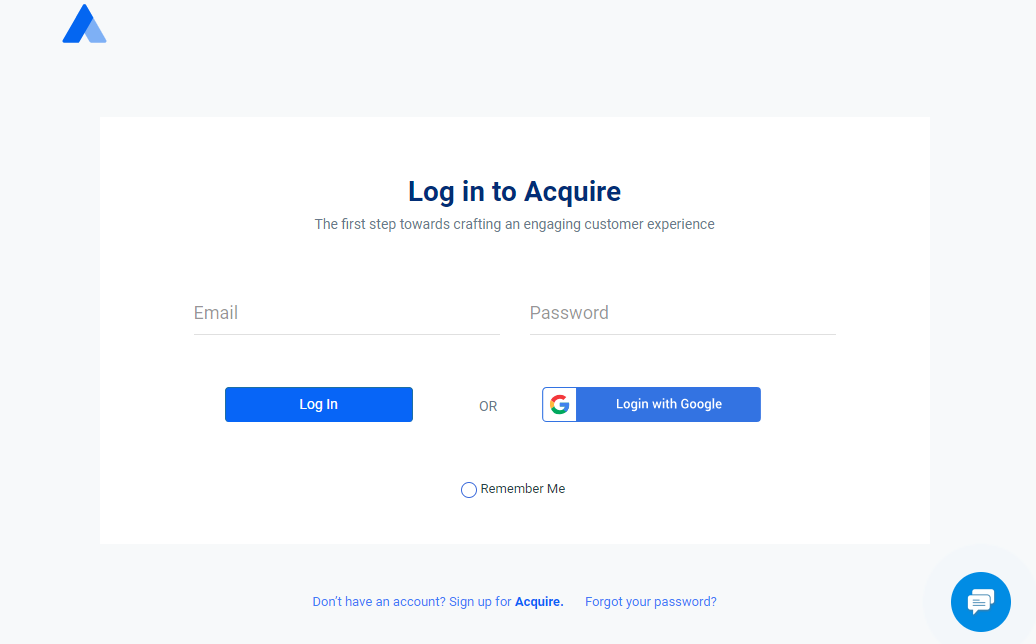 Log in to Acquire
The first step towards crafting an engaging customer experience
Email
Password
Log In
OR
Login with Google
Remember Me
Don't have an account? Sign up for Acquire.
Forgot your password?